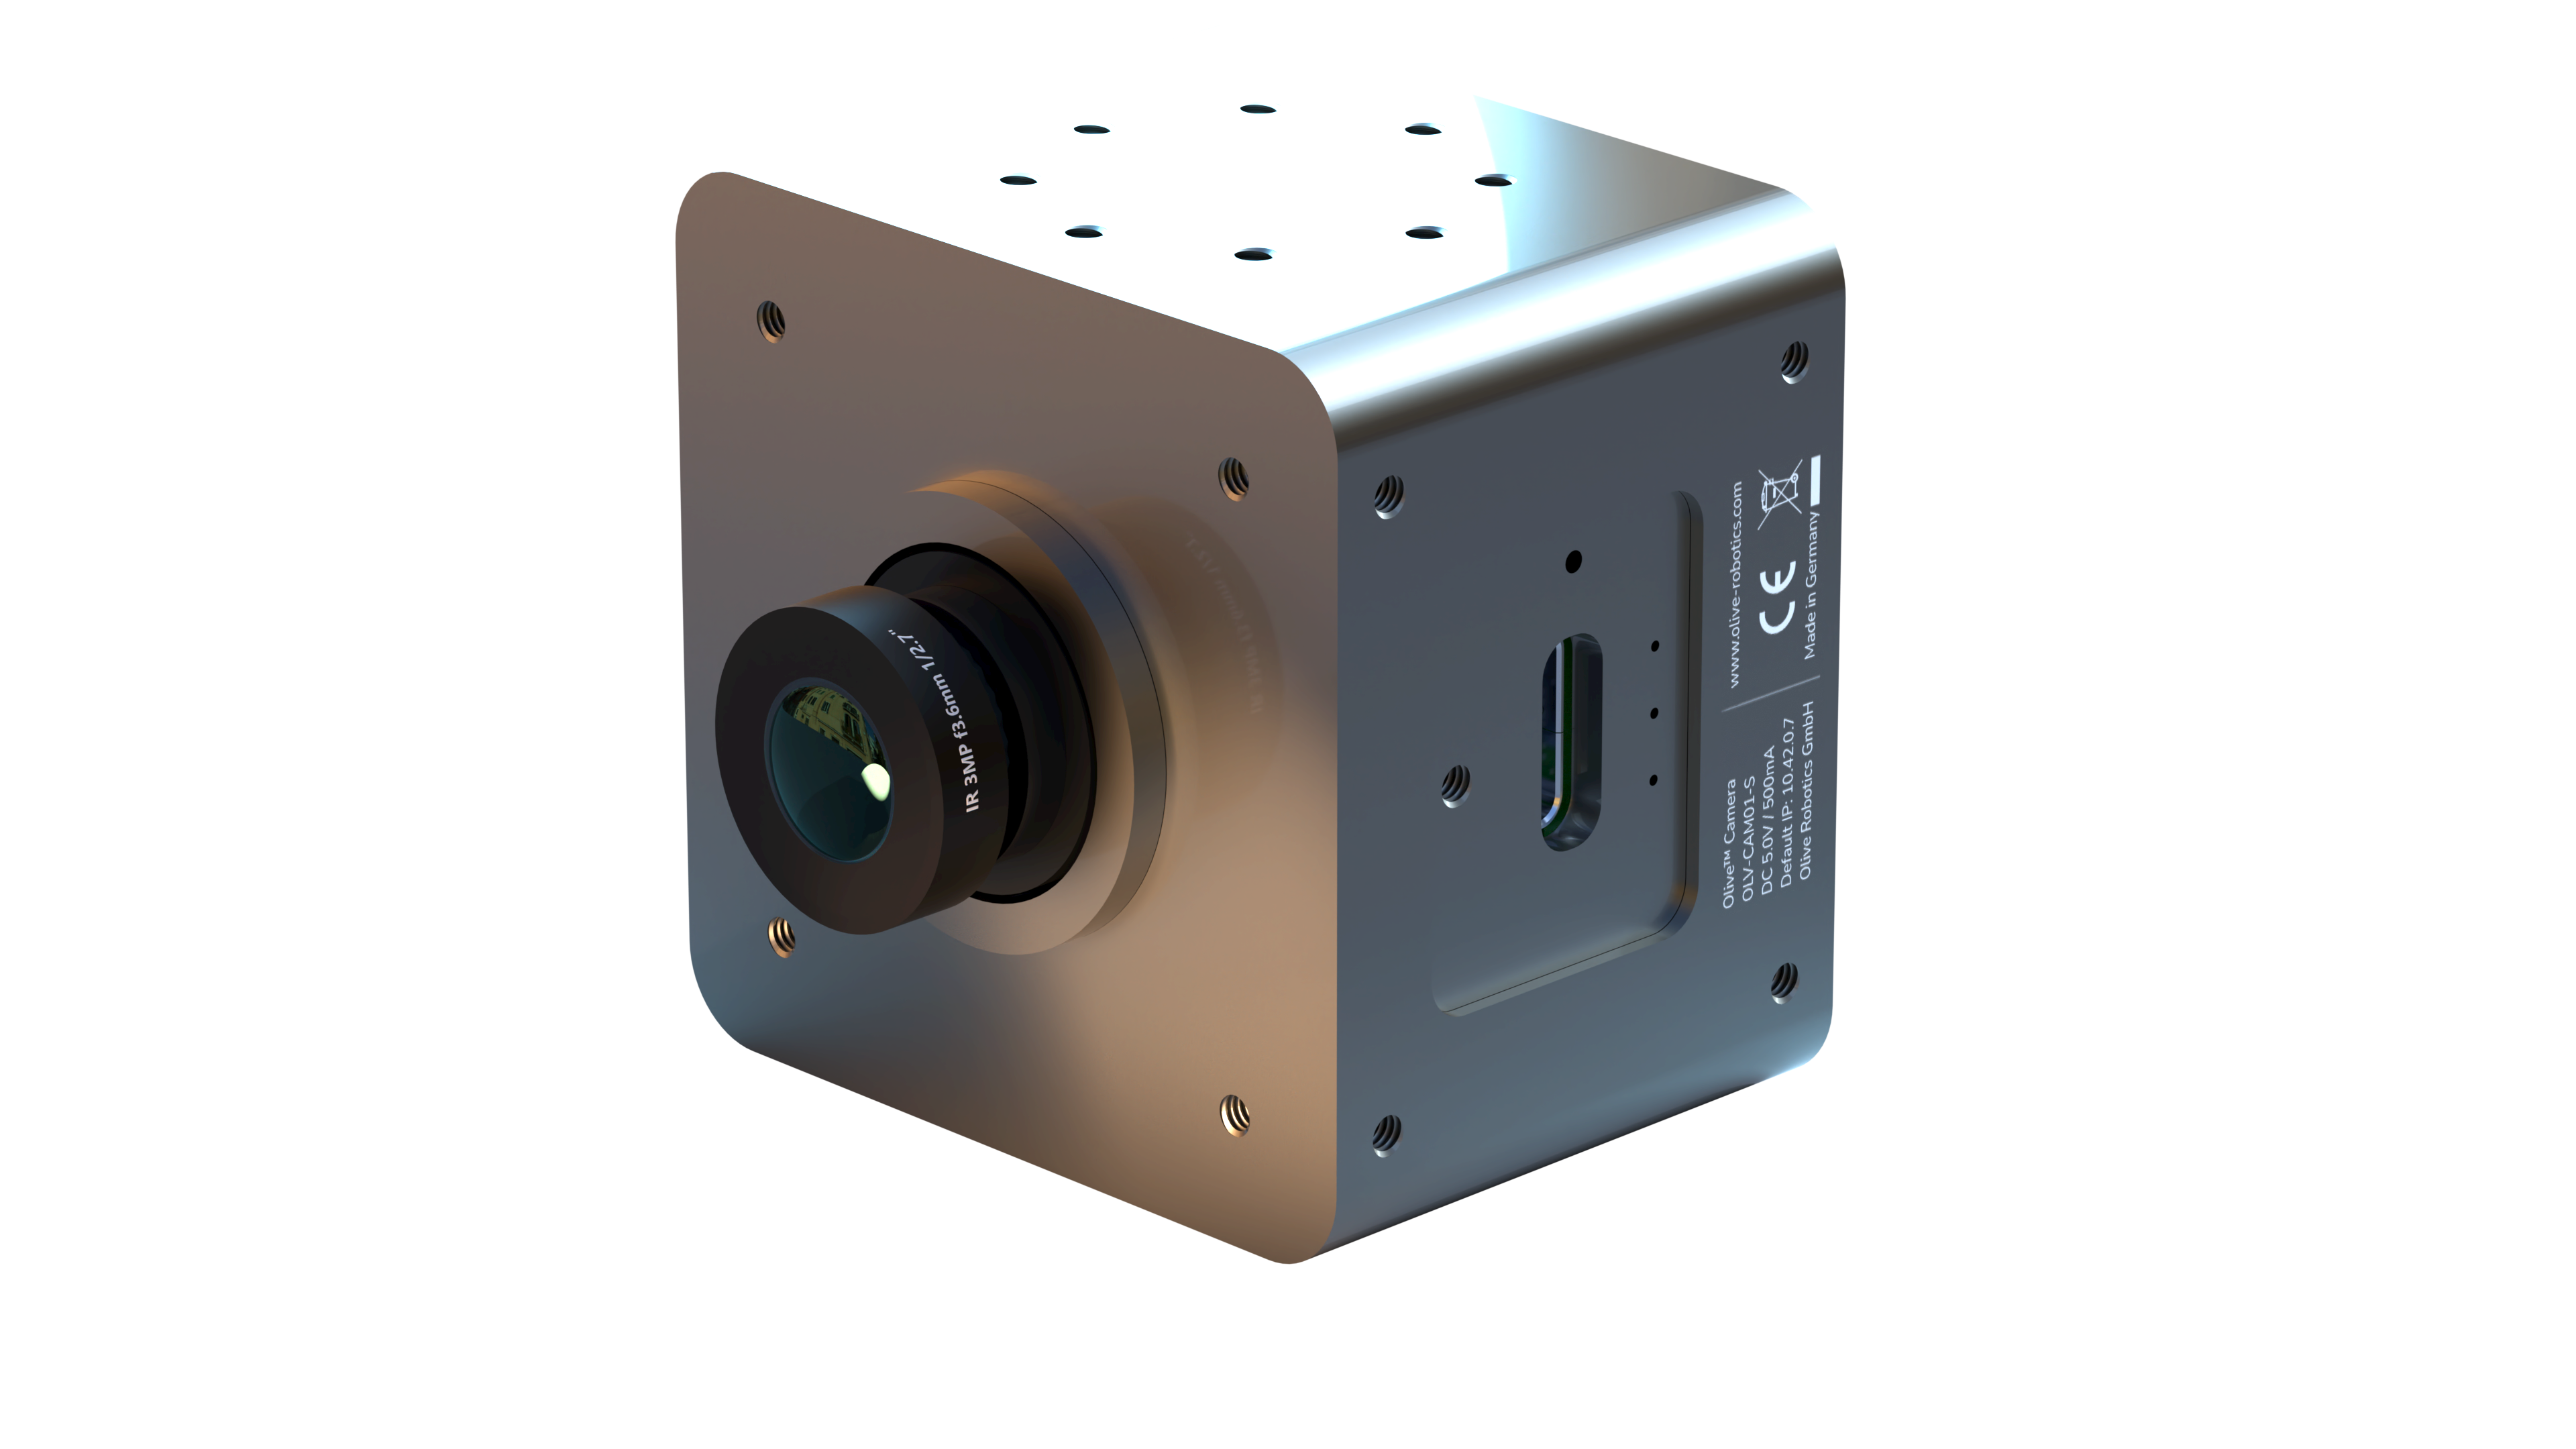 IR 3MP f3.6mm 1/2.7"
Olive™ Camera
OLV-CAM01-S
DC 5.0V / 500mA
Default IP: 10.42.0.7
Olive Robotics GmbH
www.olive-robotics.com
CE
Made in Germany